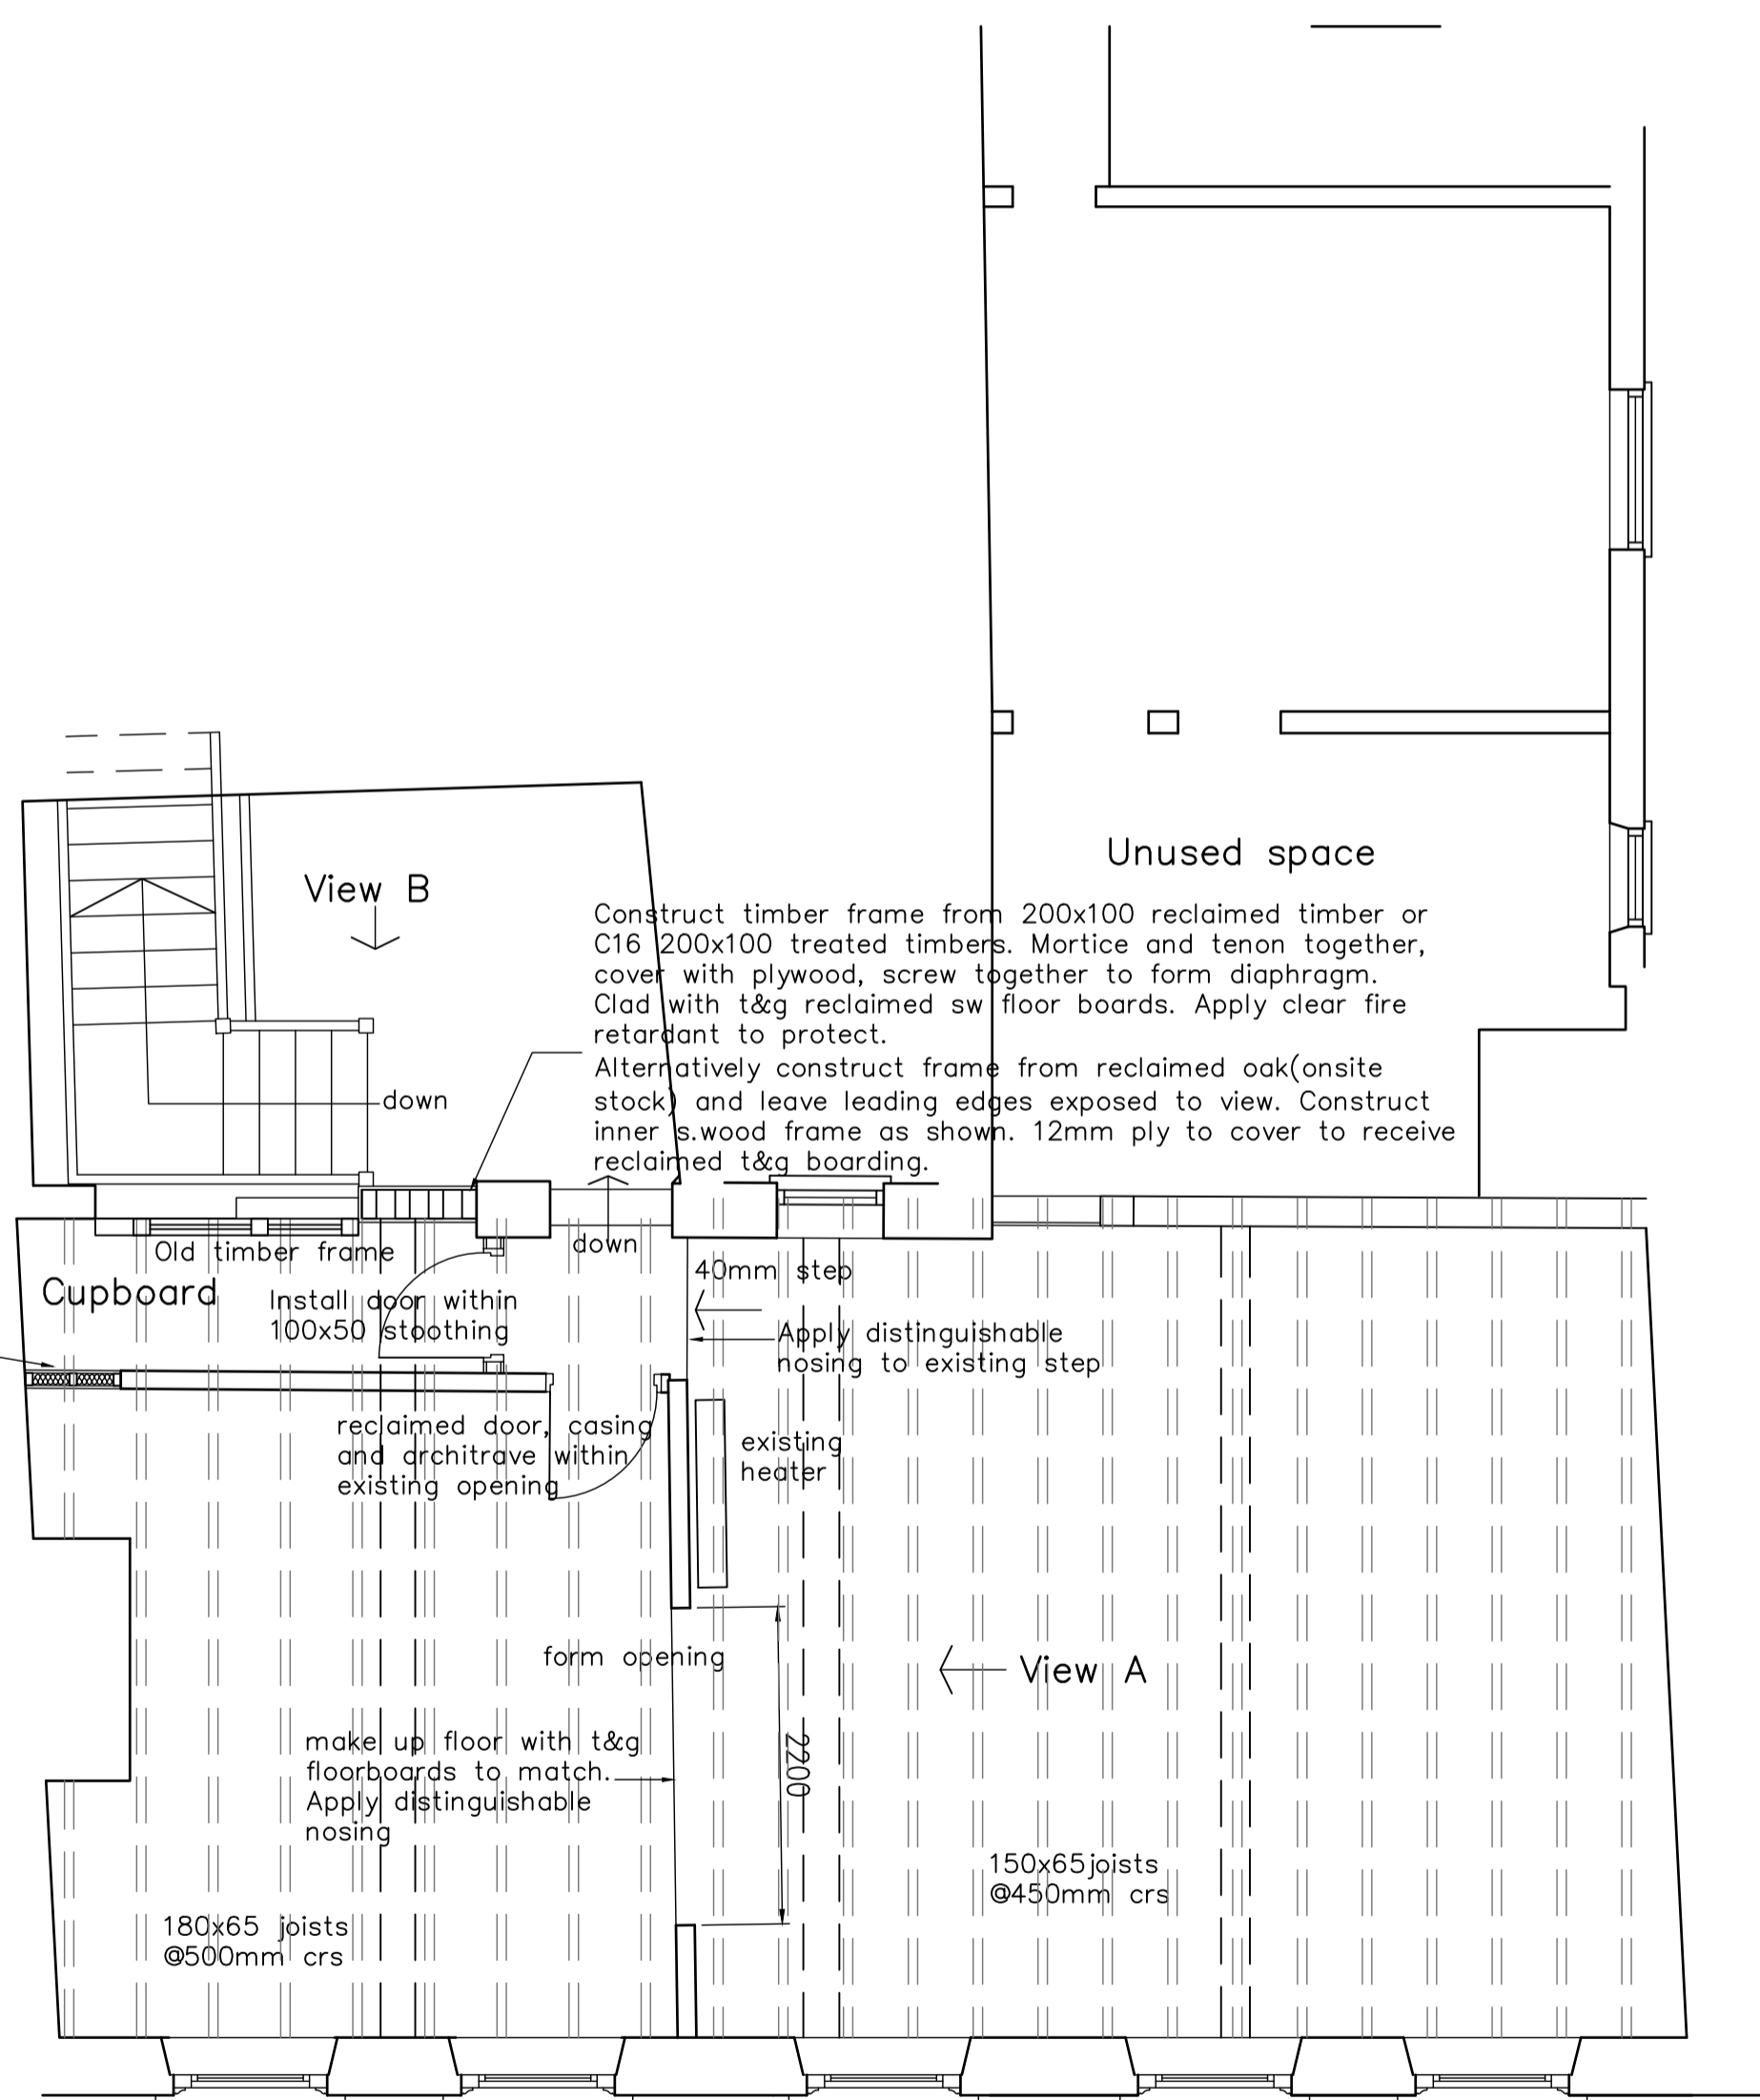 Unused space
View B
Construct timber frame from 200x100 reclaimed timber or
C16 200x100 treated timbers. Mortice and tenon together,
cover with plywood, screw together to form diaphragm.
Clad with t&g reclaimed sw floor boards. Apply clear fire
retardant to protect.
Alternatively construct frame from reclaimed oak(onsite
stock) and leave leading edges exposed to view. Construct
inner s.wood frame as shown. 12mm ply to cover to receive
reclaimed t&g boarding.
down
down
Old timber frame
Cupboard
Install door within
100x50 stoothing
40mm step
Apply distinguishable
nosing to existing step
reclaimed door, casing
and architrave within
existing opening
existing
heater
form opening
View A
make up floor with t&g
floorboards to match.
Apply distinguishable
nosing
2200
150x65joists
@450mm crs
180x65 joists
@500mm crs